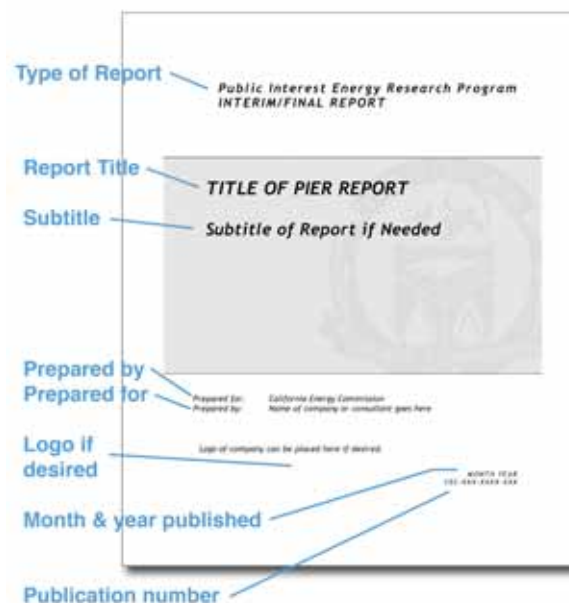 Type of Report
Public Interest Energy Research Program
INTERIM/FINAL REPORT
Report Title
TITLE OF PIER REPORT
Subtitle
Subtitle of Report if Needed
Prepared by
Prepared for
Prepared for: California Energy Commission
Prepared by: Name of company or consultant goes here
Logo if
desired
Logo of company can be placed here if desired.
MONTH YEAR
Month & year published
Publication number